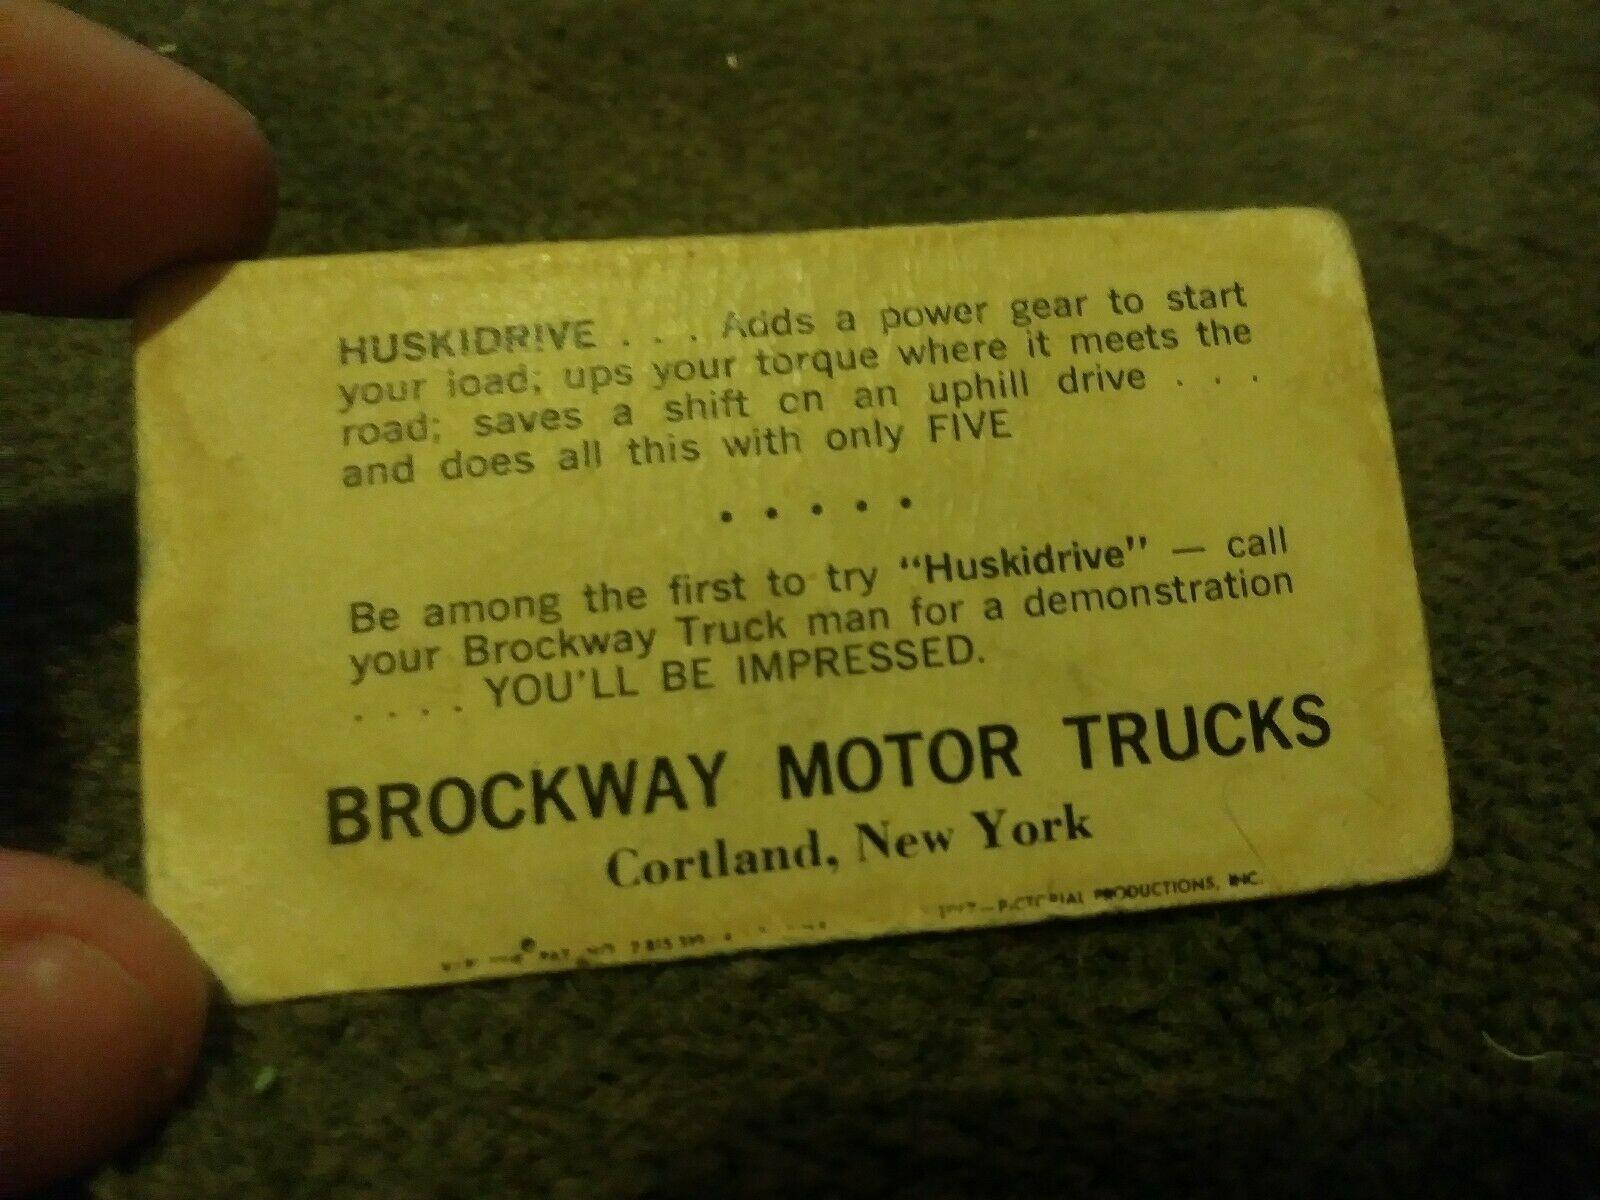 HUSKIDRIVE . . . Adds a power gear to start
your load; ups your torque where it meets the
road; saves a shift on an uphill drive . . .
and does all this with only FIVE
• • • • •
Be among the first to try "Huskidrive" — call
your Brockway Truck man for a demonstration
. . . . YOU'LL BE IMPRESSED.
BROCKWAY MOTOR TRUCKS
Cortland, New York
PAT. PICTORIAL PRODUCTIONS, INC.